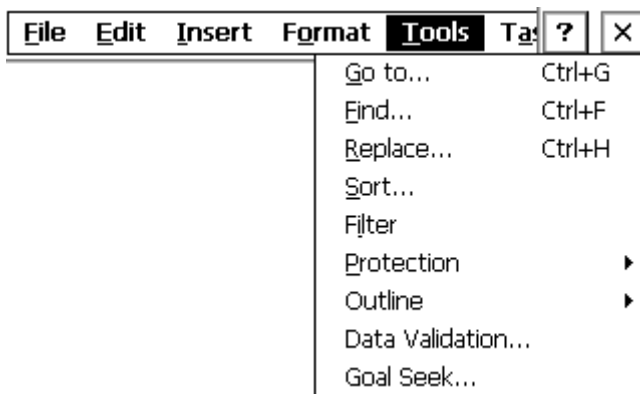 File Edit Insert Format Tools ? ×
Go to... Ctrl+G
Find... Ctrl+F
Replace... Ctrl+H
Sort...
Filter
Protection
Outline
Data Validation...
Goal Seek...